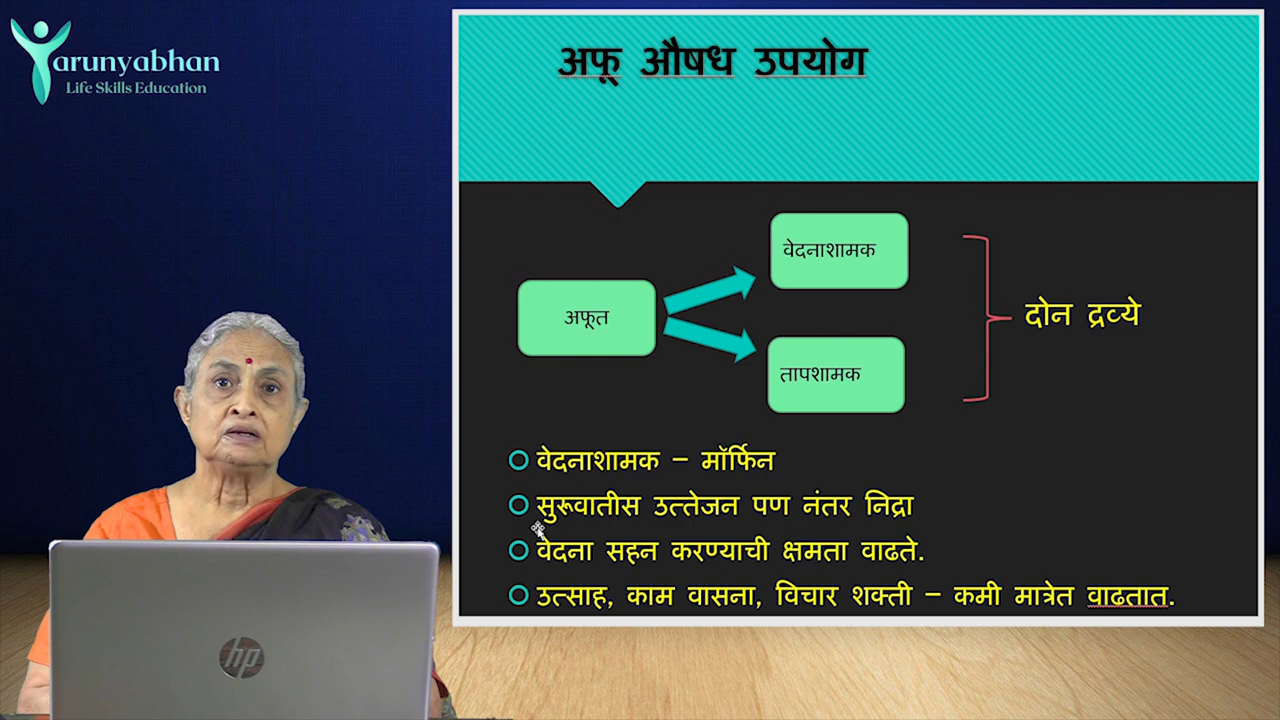 Yarunyabhan
Life Skills Education
अफू औषध उपयोग
वेदनाशामक
अफूत
दोन द्रव्ये
तापशामक
वेदनाशामक – मॉर्फिन
सुरूवातीस उत्तेजन पण नंतर निद्रा
वेदना सहन करण्याची क्षमता वाढते.
उत्साह, काम वासना, विचार शक्ती – कमी मात्रेत वाढतात.
hp